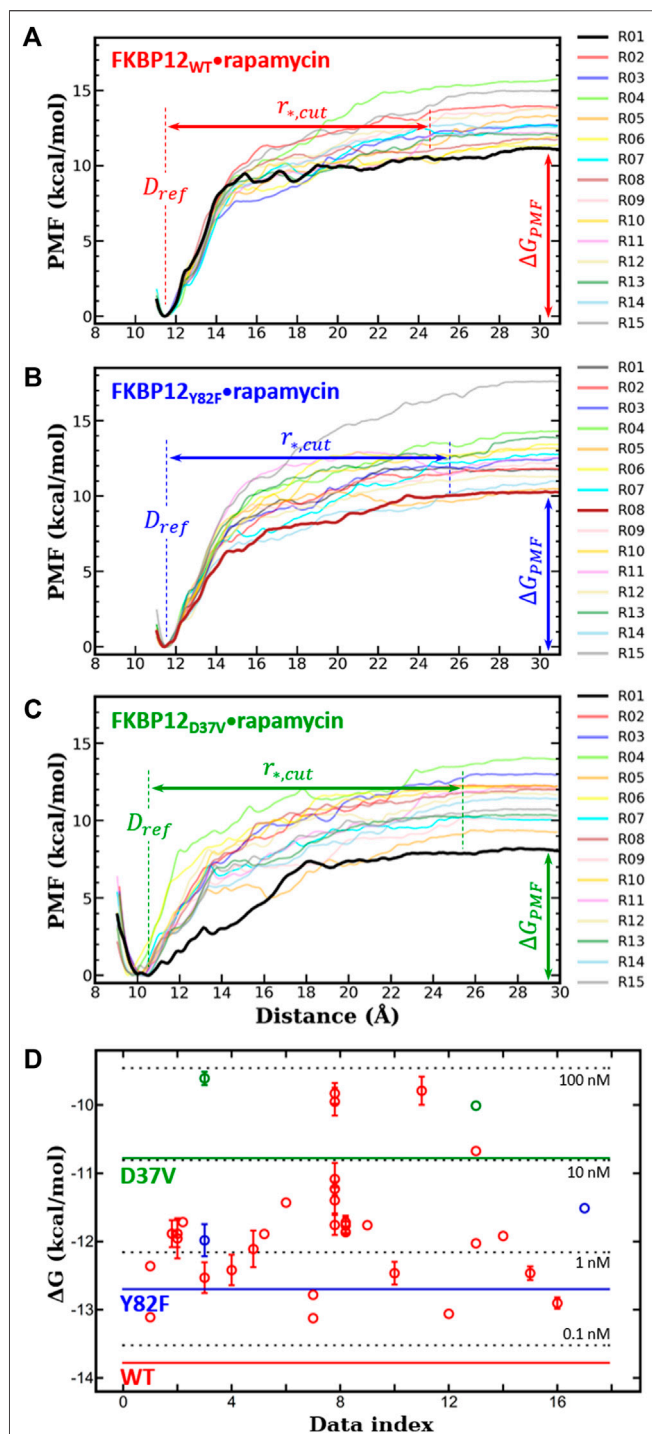 A
FKBP12WT•rapamycin
r*,cut
Dref
ΔGPMF
PMF (kcal/mol)
15
10
5
0
8 10 12 14 16 18 20 22 24 26 28 30
R01
R02
R03
R04
R05
R06
R07
R08
R09
R10
R11
R12
R13
R14
R15
B
FKBP12Y82F•rapamycin
r*,cut
Dref
ΔGPMF
PMF (kcal/mol)
15
10
5
0
8 10 12 14 16 18 20 22 24 26 28 30
R01
R02
R03
R04
R05
R06
R07
R08
R09
R10
R11
R12
R13
R14
R15
C
FKBP12D37V•rapamycin
r*,cut
Dref
ΔGPMF
PMF (kcal/mol)
15
10
5
0
8 10 12 14 16 18 20 22 24 26 28 30
Distance (Å)
R01
R02
R03
R04
R05
R06
R07
R08
R09
R10
R11
R12
R13
R14
R15
D
ΔG (kcal/mol)
-10
-11
-12
-13
-14
100 nM
10 nM
D37V
1 nM
Y82F
0.1 nM
WT
0 4 8 12 16
Data index